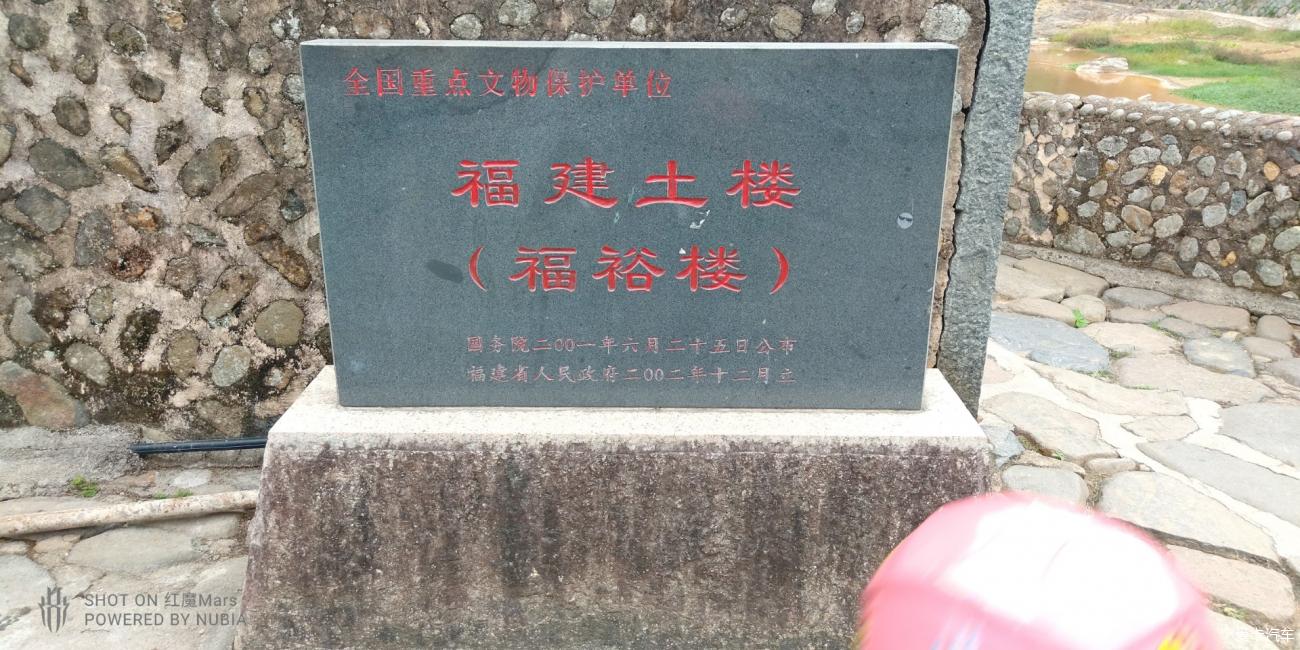 全国重点文物保护单位
福建土楼
（福裕楼）
國务院二00一年六月二十五日公布
福建省人民政府二00二年十二月立
SHOT ON 红魔Mars
POWERED BY NUBIA